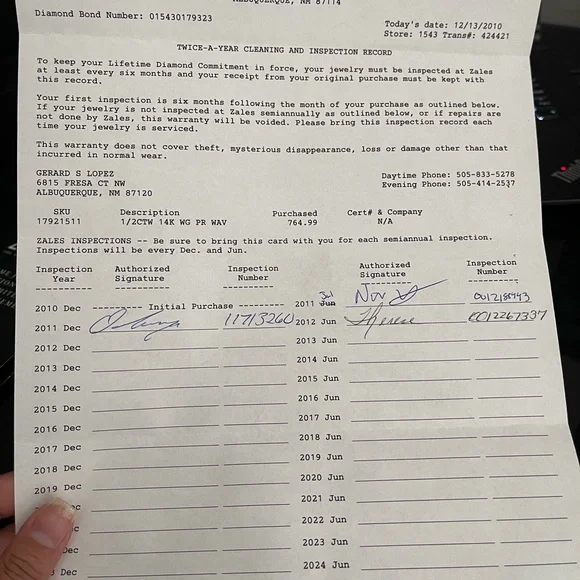 ALBUQUERQUE, NM 87114
Diamond Bond Number: 015430179323
Today's date: 12/13/2010
Store: 1543 Trans#: 424421
TWICE-A-YEAR CLEANING AND INSPECTION RECORD
To keep your Lifetime Diamond Commitment in force, your jewelry must be inspected at Zales
at least every six months and your receipt from your original purchase must be kept with
this record.
Your first inspection is six months following the month of your purchase as outlined below.
If your jewelry is not inspected at Zales semiannually as outlined below, or if repairs are
not done by Zales, this warranty will be voided. Please bring this inspection record each
time your jewelry is serviced.
This warranty does not cover theft, mysterious disappearance, loss or damage other than that
incurred in normal wear.
GERARD S LOPEZ
6815 FRESA CT NW
ALBUQUERQUE, NM 87120
Daytime Phone: 505-833-5278
Evening Phone: 505-414-2537
SKU Description Purchased Cert# & Company
17921511 1/2CTW 14K WG PR WAV 764.99 N/A
ZALES INSPECTIONS -- Be sure to bring this card with you for each semiannual inspection.
Inspections will be every Dec. and Jun.
Inspection Authorized Inspection Authorized Inspection
Year Signature Number Signature Number
2010 Dec ------- Initial Purchase --------- 2011 Jun Jul
2011 Dec 11713260 2012 Jun Therese
2012 Dec 2013 Jun
2013 Dec 2014 Jun
2014 Dec 2015 Jun
2015 Dec 2016 Jun
2016 Dec 2017 Jun
2017 Dec 2018 Jun
2018 Dec 2019 Jun
2019 Dec 2020 Jun
2021 Jun
2022 Jun
Dec 2023 Jun
Dec 2024 Jun